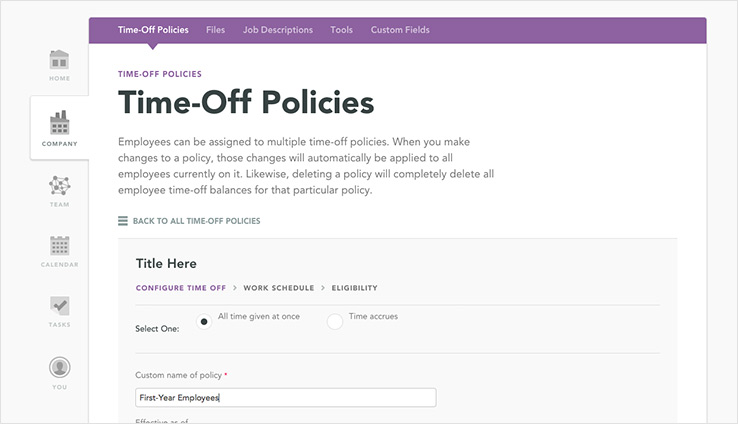 Time-Off Policies Files Job Descriptions Tools Custom Fields
HOME
COMPANY
TEAM
CALENDAR
TASKS
YOU
TIME-OFF POLICIES
Time-Off Policies
Employees can be assigned to multiple time-off policies. When you make
changes to a policy, those changes will automatically be applied to all
employees currently on it. Likewise, deleting a policy will completely delete all
employee time-off balances for that particular policy.
BACK TO ALL TIME-OFF POLICIES
Title Here
CONFIGURE TIME OFF > WORK SCHEDULE > ELIGIBILITY
Select One: All time given at once Time accrues
Custom name of policy *
First-Year Employees
Effective as of